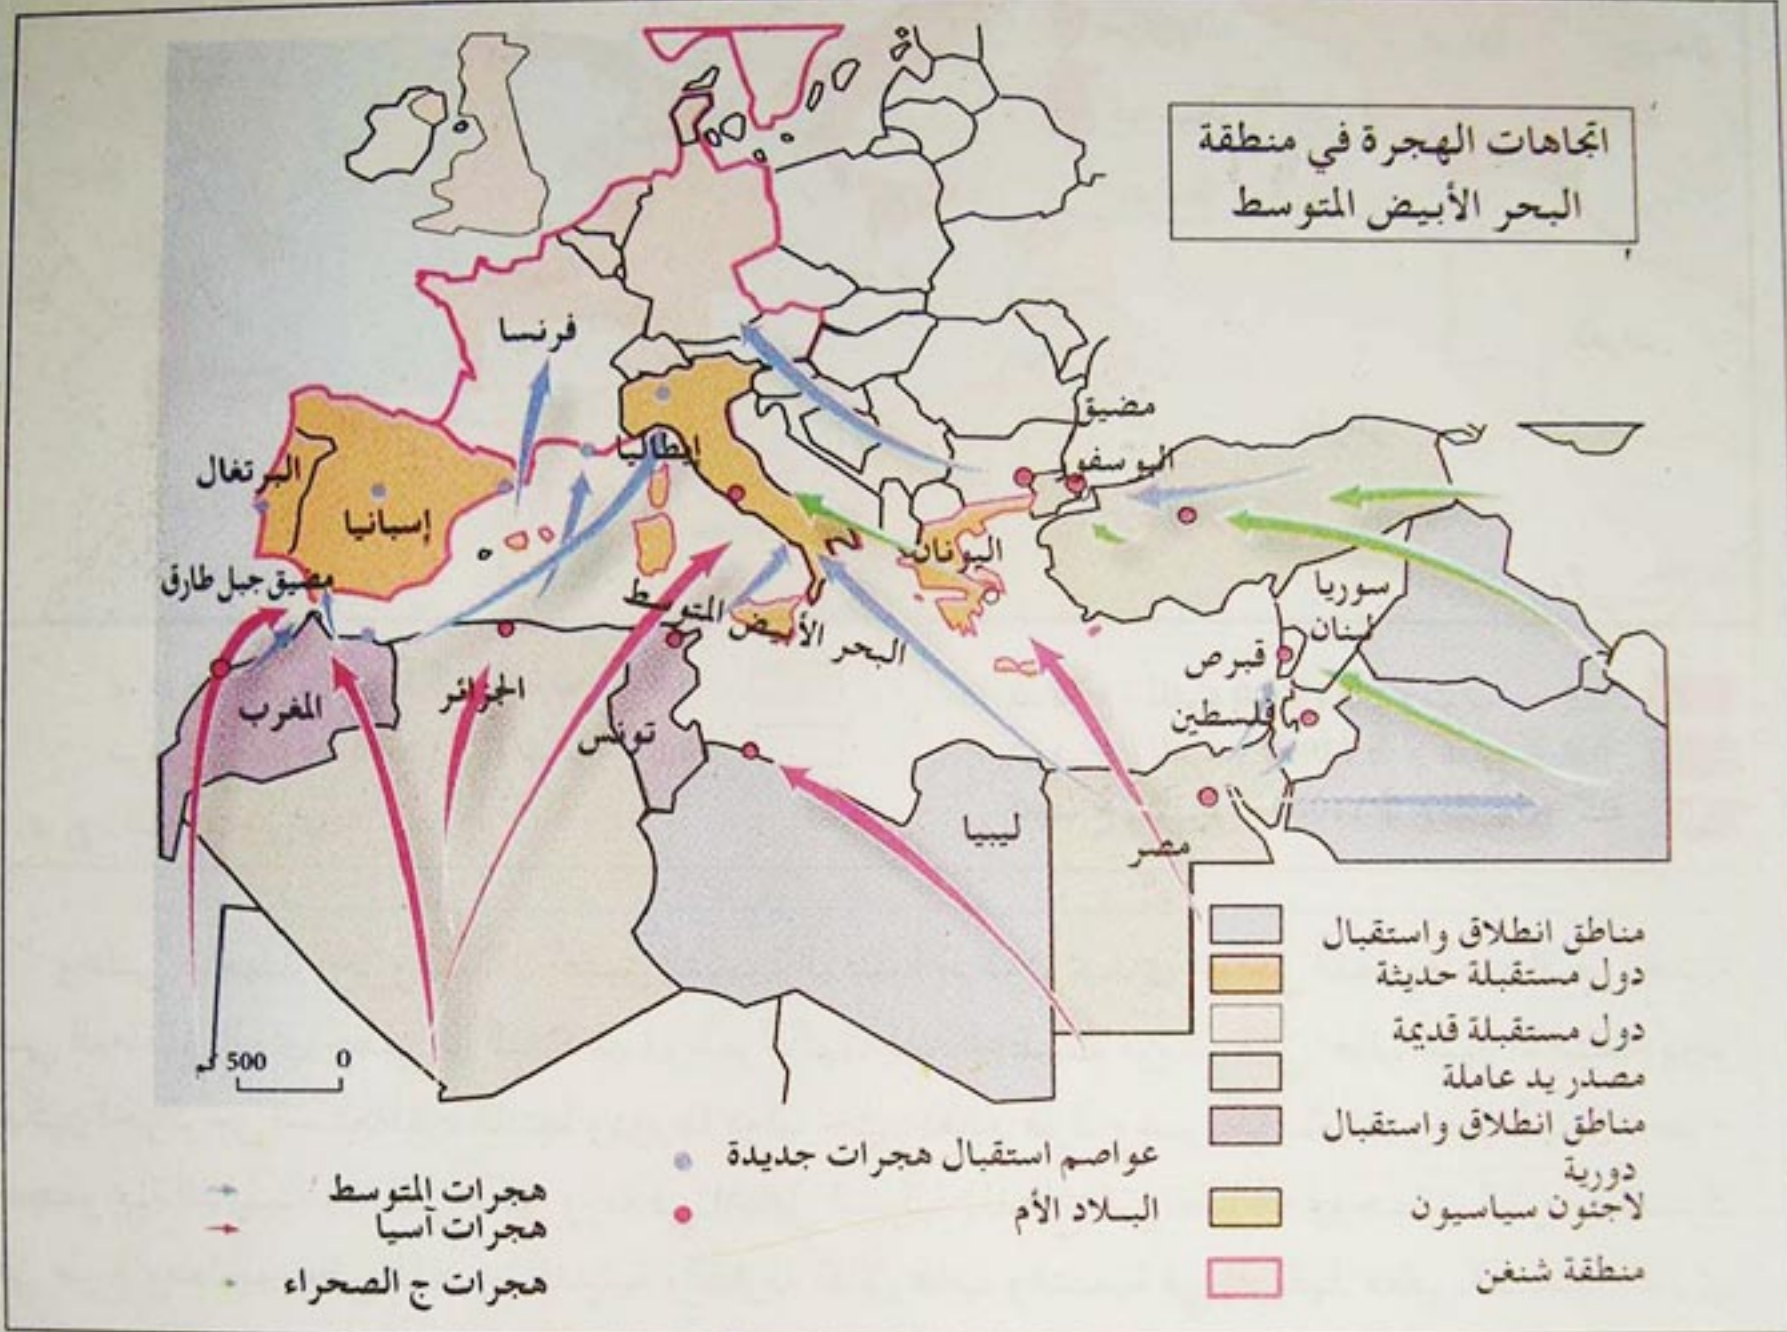 اتجاهات الهجرة في منطقة
البحر الأبيض المتوسط
فرنسا
مضيق
البوسفو
إيطاليا
البرتغال
إسبانيا
اليونان
مضيق جبل طارق
سوريا
لبنان
البحر الأبيض المتوسط
قبرص
المغرب
الجزائر
تونس
فلسطين
ليبيا
مصر
مناطق انطلاق واستقبال
دول مستقبلة حديثة
دول مستقبلة قديمة
مصدر يد عاملة
مناطق انطلاق واستقبال
دورية
لاجئون سياسيون
منطقة شنغن
0 500 كم
عواصم استقبال هجرات جديدة
البلاد الأم
هجرات المتوسط
هجرات آسيا
هجرات ج الصحراء